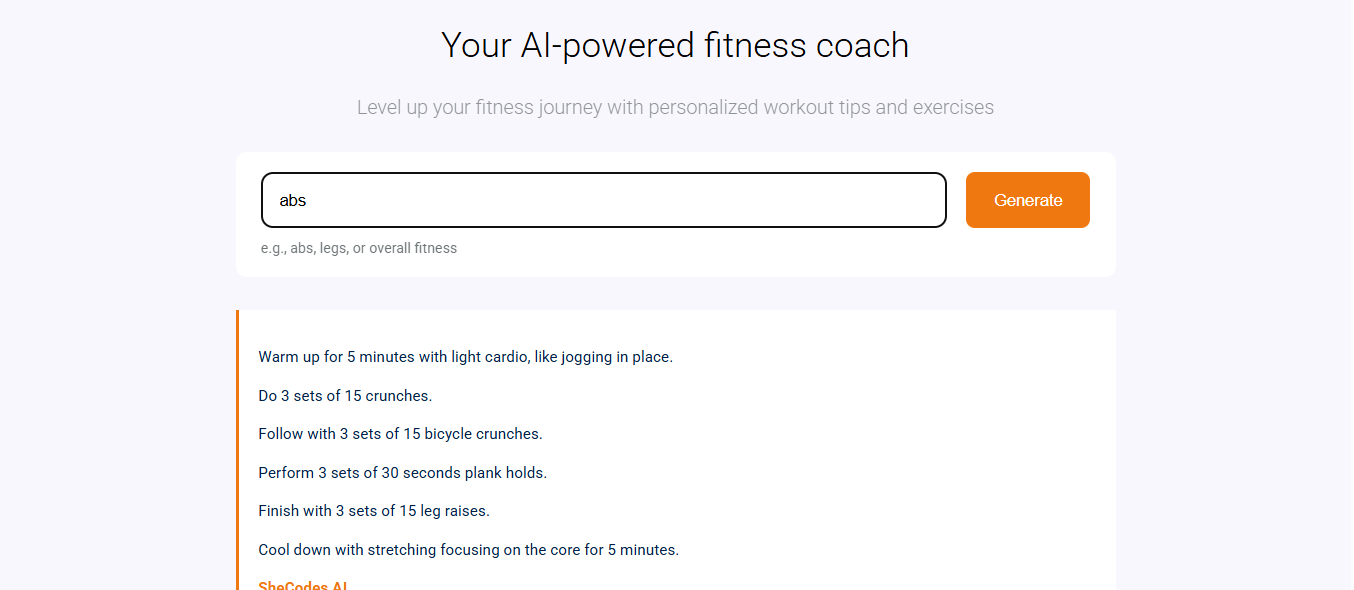 Your AI-powered fitness coach
Level up your fitness journey with personalized workout tips and exercises
abs
Generate
e.g., abs, legs, or overall fitness
Warm up for 5 minutes with light cardio, like jogging in place.
Do 3 sets of 15 crunches.
Follow with 3 sets of 15 bicycle crunches.
Perform 3 sets of 30 seconds plank holds.
Finish with 3 sets of 15 leg raises.
Cool down with stretching focusing on the core for 5 minutes.
SheCodes AI